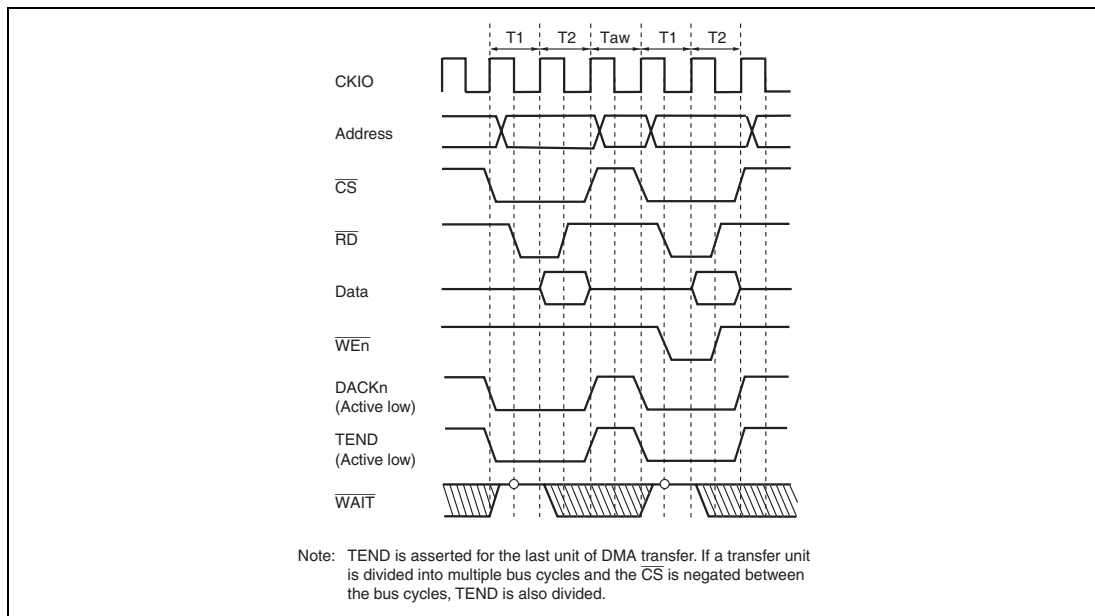 T1 T2 Taw T1 T2
CKIO
Address
CS
RD
Data
WEn
DACKn
(Active low)
TEND
(Active low)
WAIT
Note: TEND is asserted for the last unit of DMA transfer. If a transfer unit
is divided into multiple bus cycles and the CS is negated between
the bus cycles, TEND is also divided.